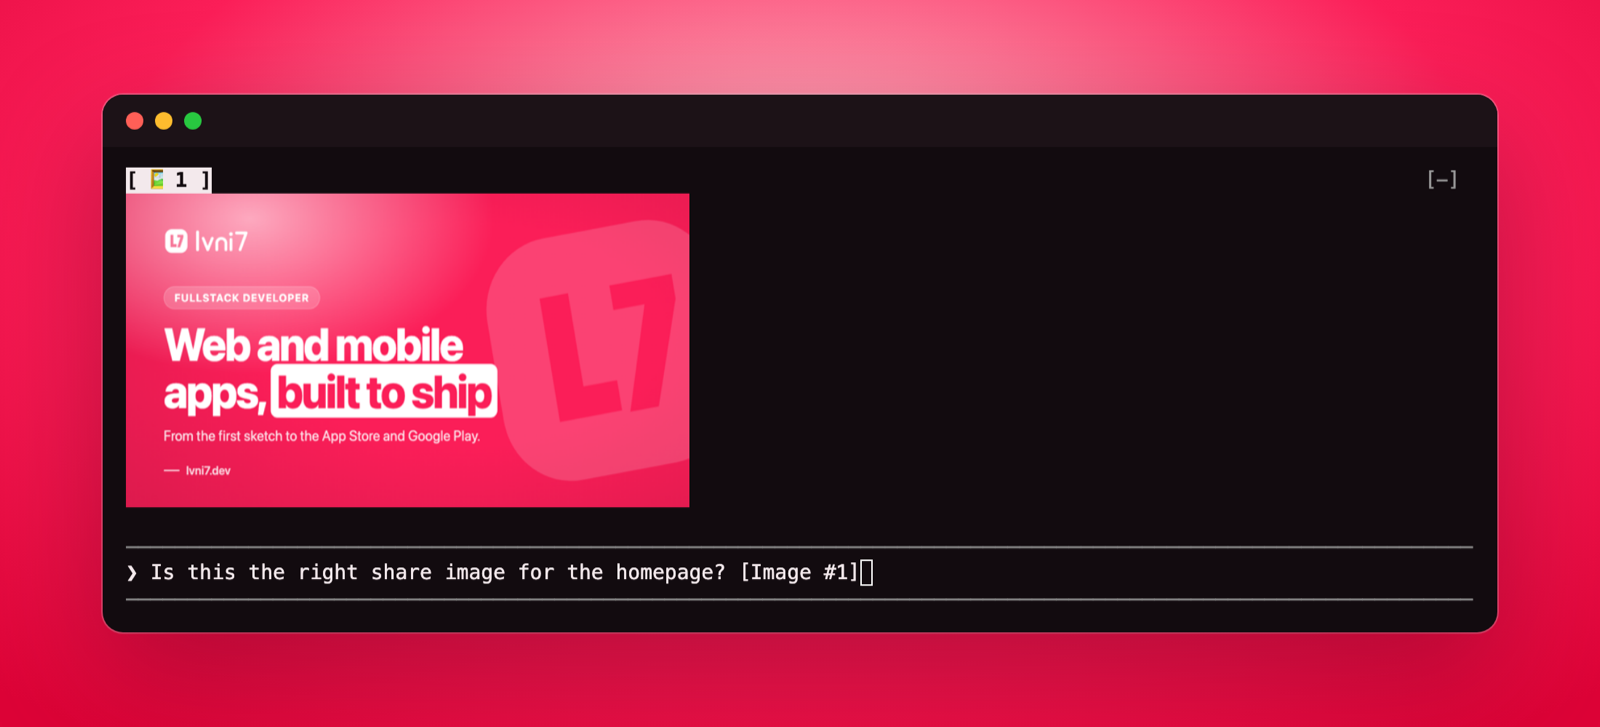 [ 1 ]
[−]
L7 lvni7
FULLSTACK DEVELOPER
Web and mobile
apps, built to ship
L7
From the first sketch to the App Store and Google Play.
— lvni7.dev
❯ Is this the right share image for the homepage? [Image #1]